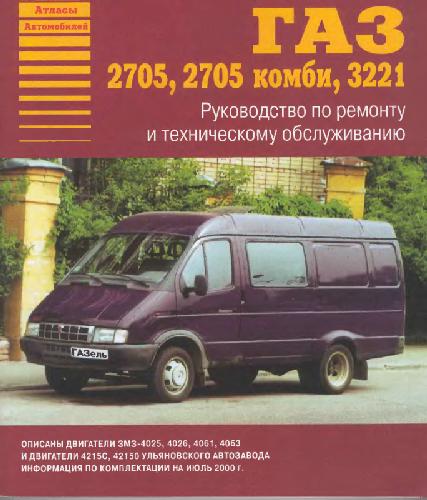 Атласы
Автомобилей
ГАЗ
2705, 2705 комби, 3221
Руководство по ремонту
и техническому обслуживанию
ГАЗель
ОПИСАНЫ ДВИГАТЕЛИ ЗМЗ-4025, 4026, 4061, 4063
И ДВИГАТЕЛИ 4215С, 42150 УЛЬЯНОВСКОГО АВТОЗАВОДА
ИНФОРМАЦИЯ ПО КОМПЛЕКТАЦИИ НА ИЮЛЬ 2000 г.